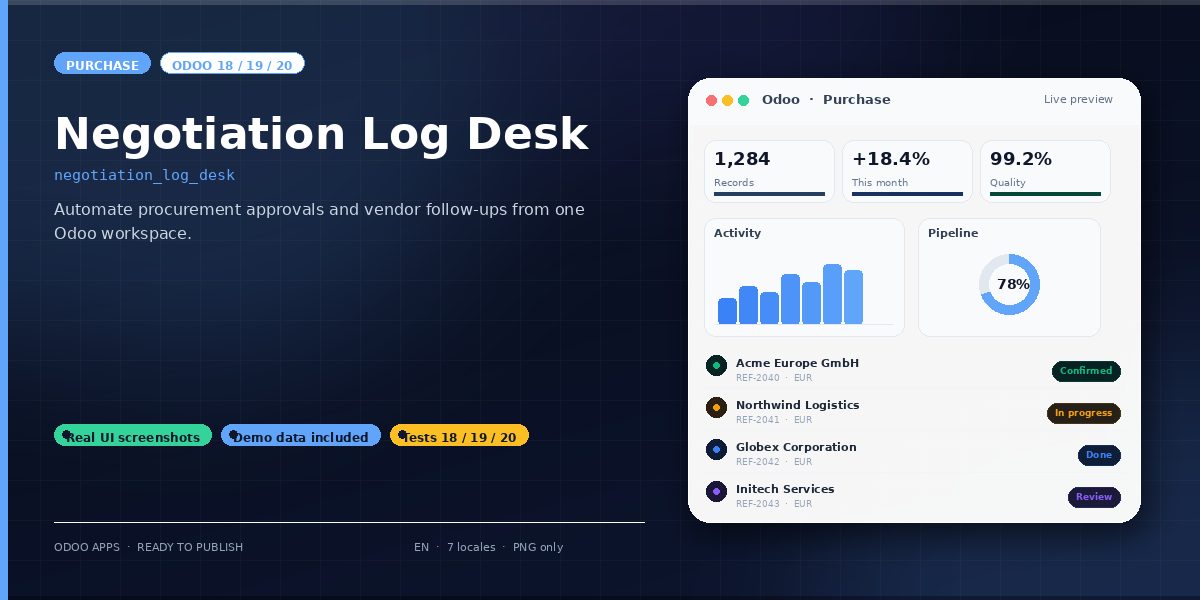 PURCHASE
ODOO 18 / 19 / 20
Negotiation Log Desk
negotiation_log_desk
Automate procurement approvals and vendor follow-ups from one
Odoo workspace.
Real UI screenshots
Demo data included
Tests 18 / 19 / 20
ODOO APPS · READY TO PUBLISH
EN · 7 locales · PNG only
Odoo · Purchase
Live preview
1,284
Records
+18.4%
This month
99.2%
Quality
Activity
Pipeline
78%
Acme Europe GmbH
REF-2040 · EUR
Confirmed
Northwind Logistics
REF-2041 · EUR
In progress
Globex Corporation
REF-2042 · EUR
Done
Initech Services
REF-2043 · EUR
Review